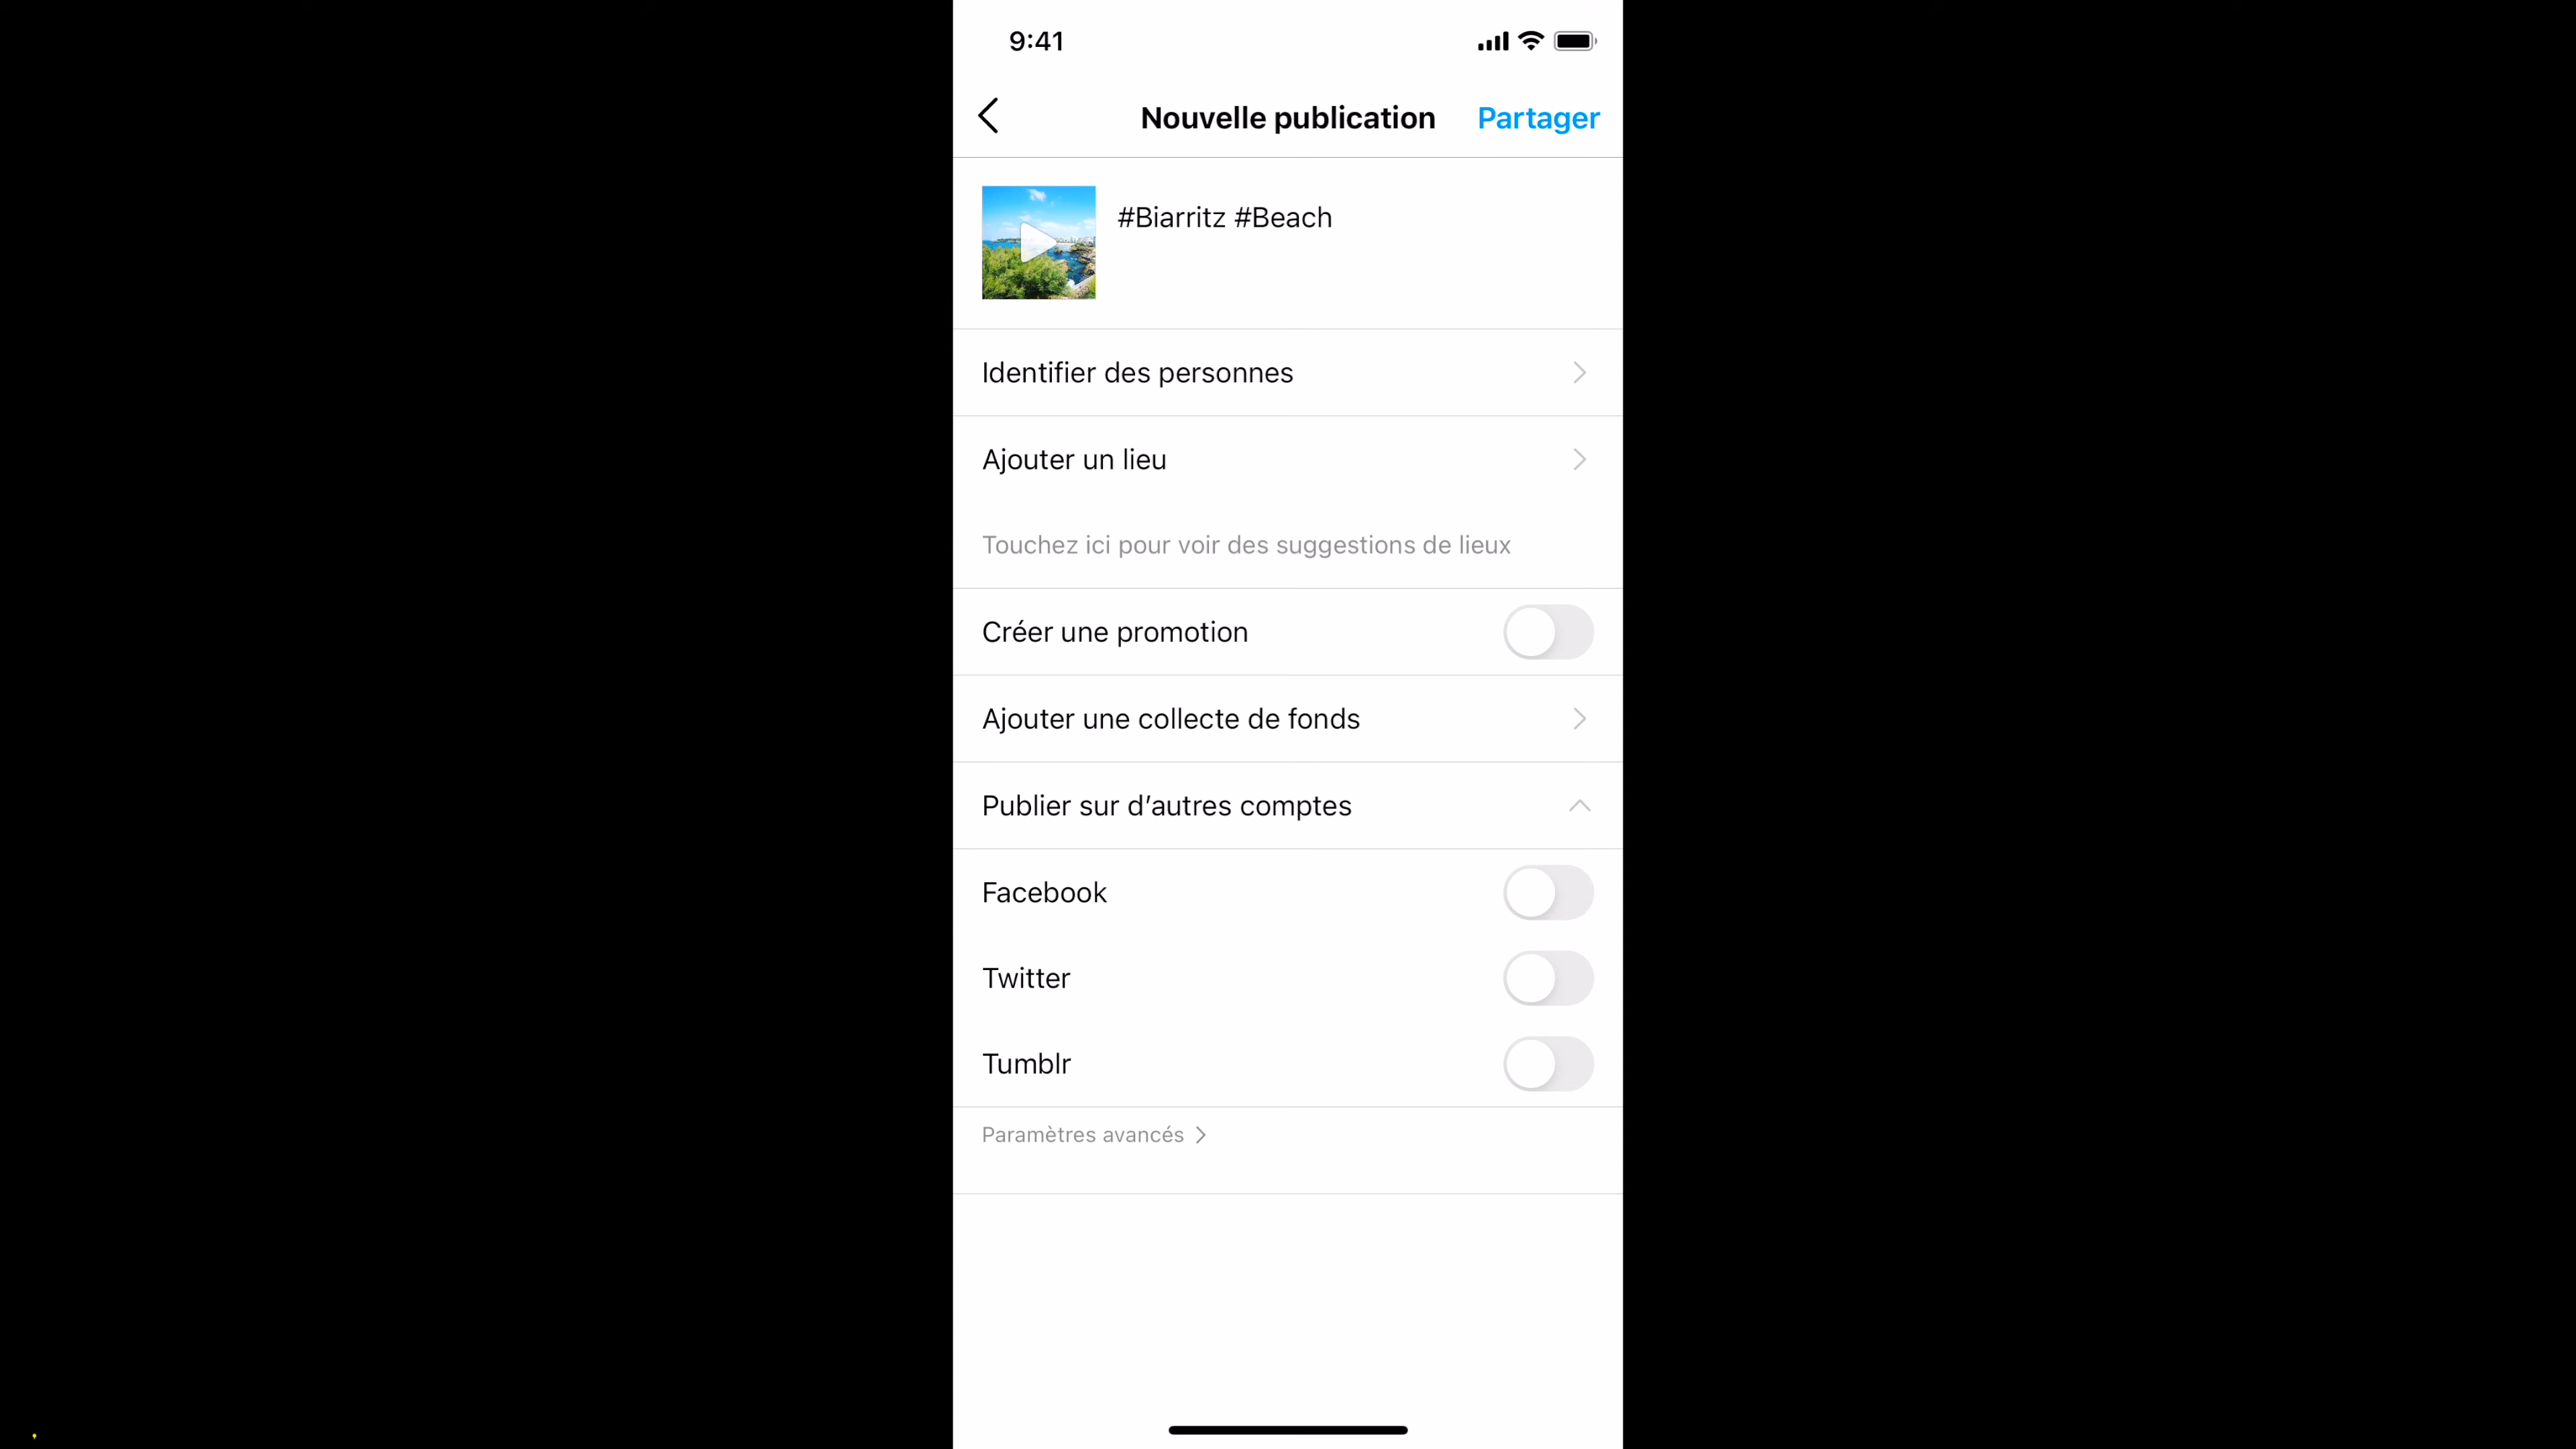 9:41
Nouvelle publication
Partager
#Biarritz #Beach
Identifier des personnes
Ajouter un lieu
Touchez ici pour voir des suggestions de lieux
Créer une promotion
Ajouter une collecte de fonds
Publier sur d’autres comptes
Facebook
Twitter
Tumblr
Paramètres avancés